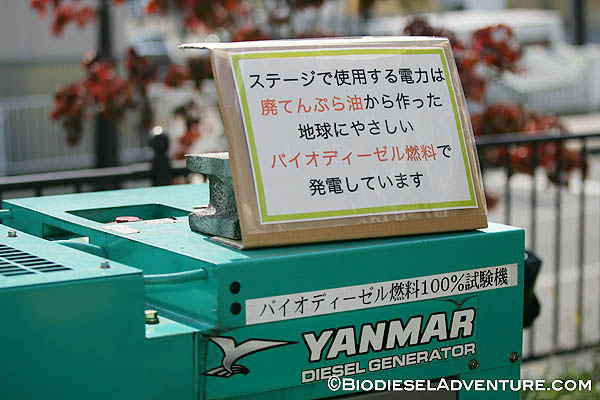 ステージで使用する電力は
廃てんぷら油から作った
地球にやさしい
バイオディーゼル燃料で
発電しています
バイオディーゼル燃料100%試験機
YANMAR
DIESEL GENERATOR
©BIODIESELADVENTURE.COM